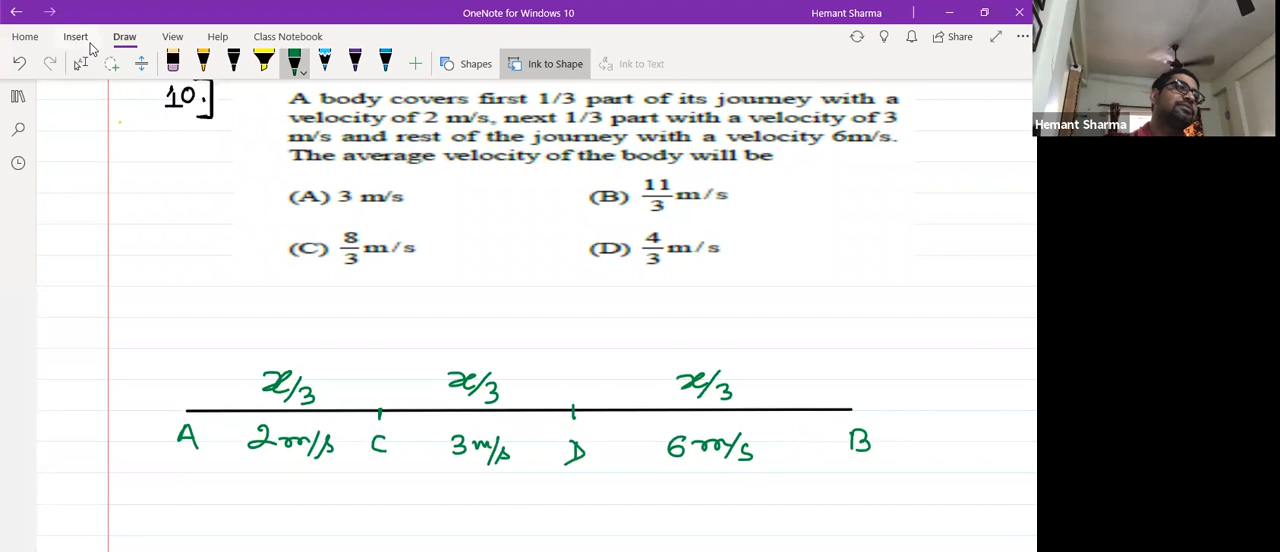 OneNote for Windows 10
Hemant Sharma
Home Insert Draw View Help Class Notebook
Share
Shapes Ink to Shape Ink to Text
Hemant Sharma
10.]
A body covers first 1/3 part of its journey with a
velocity of 2 m/s, next 1/3 part with a velocity of 3
m/s and rest of the journey with a velocity 6m/s.
The average velocity of the body will be
(A) 3 m/s (B) 11/3 m/s
(C) 8/3 m/s (D) 4/3 m/s
x/3 x/3 x/3
A 2m/s C 3m/s D 6m/s B